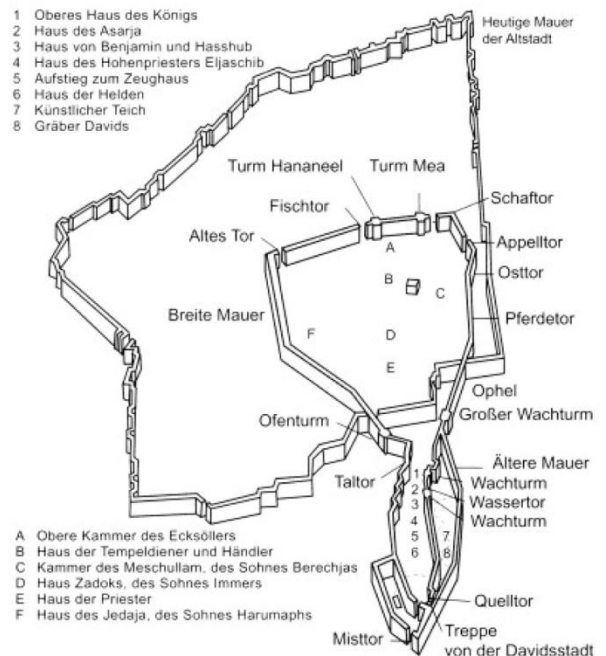 1 Oberes Haus des Königs
2 Haus des Asarja
3 Haus von Benjamin und Hasshub
4 Haus des Hohenpriesters Eljaschib
5 Aufstieg zum Zeughaus
6 Haus der Helden
7 Künstlicher Teich
8 Gräber Davids
Heutige Mauer
der Altstadt
Turm Hananeel
Turm Mea
Schaftor
Fischtor
Altes Tor
Appelltor
Osttor
Breite Mauer
Pferdetor
A
B
C
F
D
E
Ophel
Großer Wachturm
Ofenturm
Taltor
Ältere Mauer
Wachturm
Wassertor
Wachturm
1
2
3
4
5
6
7
8
A Obere Kammer des Ecksöllers
B Haus der Tempeldiener und Händler
C Kammer des Meschullam, des Sohnes Berechjas
D Haus Zadoks, des Sohnes Immers
E Haus der Priester
F Haus des Jedaja, des Sohnes Harumaphs
Quelltor
Misttor
Treppe
von der Davidsstadt